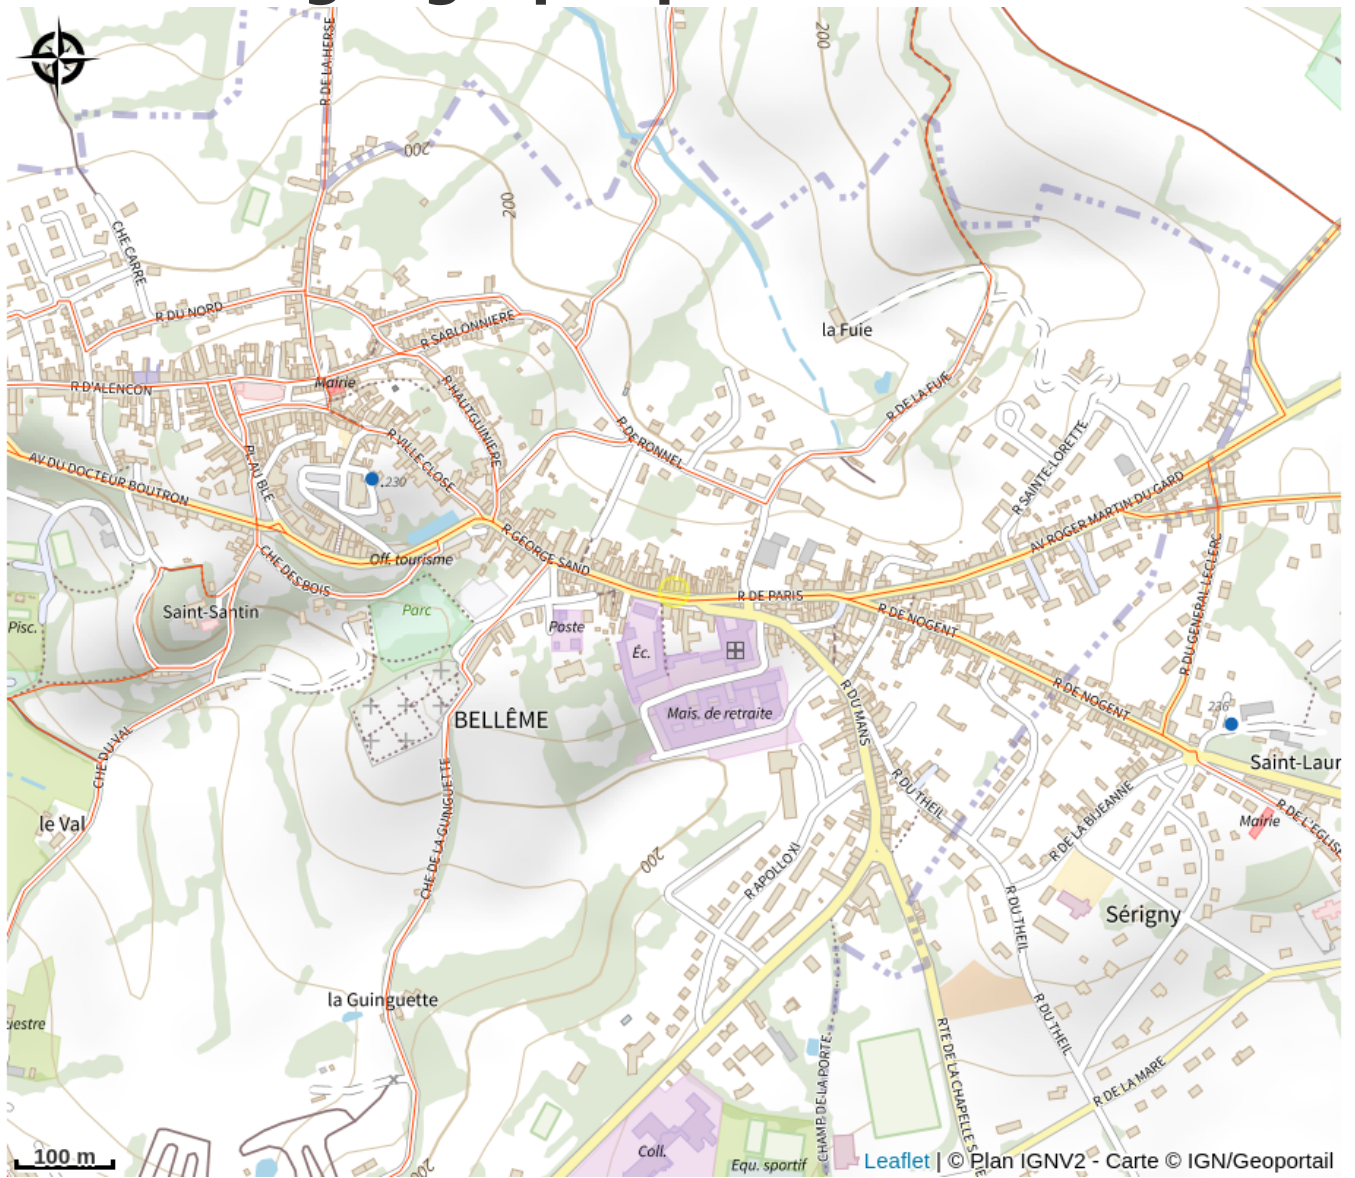 R DE LA HERSE
200
200
200
CHE CARRE
R DU NORD
la Fuie
R SABLONNIERE
Mairie
R D'ALENCON
R HAUTGUINIERE
R DE LA FUIE
R DE RONNEL
R VILLE CLOSE
R SAINTE-LORETTE
PL AU BLE
AV DU DOCTEUR BOUTRON
230
AV ROGER MARTIN DU GARD
R GEORGE SAND
Off. tourisme
CHE DES BOIS
R DU GENERAL LECLERC
R DE PARIS
Saint-Santin
Parc
Pisc.
Poste
R DE NOGENT
Éc.
R DE NOGENT
236
Mais. de retraite
BELLÊME
R DU MANS
CHE DU VAL
Saint-Laur
R DU THEIL
R DE LA BIJEANNE
le Val
CHE DE LA GUINGUETTE
Mairie
R DE L'EGLISE
200
R APOLLO XI
Sérigny
R DU THEIL
la Guinguette
uestre
R DU THEIL
RTE DE LA CHAPELLE S
CHAMP DE LA PORTE
R DE LA MARE
Coll.
Equ. sportif
200
100 m
Leaflet | © Plan IGNV2 - Carte © IGN/Geoportail